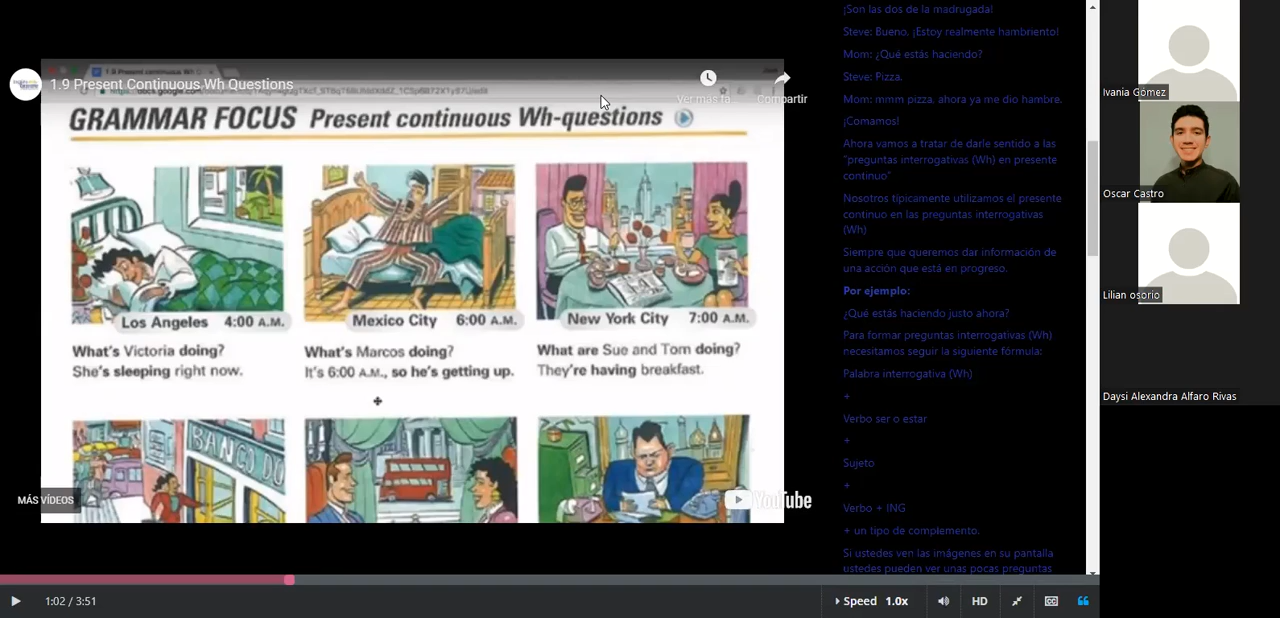 1.9 Present Continuous Wh Questions
Compartir
GRAMMAR FOCUS Present continuous Wh-questions
Los Angeles 4:00 A.M.
Mexico City 6:00 A.M.
New York City 7:00 A.M.
What's Victoria doing?
She's sleeping right now.
What's Marcos doing?
It's 6:00 A.M., so he's getting up.
What are Sue and Tom doing?
They're having breakfast.
BANCO DO
MÁS VÍDEOS
YouTube
1:02 / 3:51
Speed 1.0x
HD
CC
¡Son las dos de la madrugada!
Steve: Bueno, ¡Estoy realmente hambriento!
Mom: ¿Qué estás haciendo?
Steve: Pizza.
Mom: mmm pizza, ahora ya me dio hambre.
¡Comamos!
Ahora vamos a tratar de darle sentido a las
"preguntas interrogativas (Wh) en presente
continuo"
Nosotros típicamente utilizamos el presente
continuo en las preguntas interrogativas
(Wh)
Siempre que queremos dar información de
una acción que está en progreso.
Por ejemplo:
¿Qué estás haciendo justo ahora?
Para formar preguntas interrogativas (Wh)
necesitamos seguir la siguiente fórmula:
Palabra interrogativa (Wh)
+
Verbo ser o estar
+
Sujeto
+
Verbo + ING
+ un tipo de complemento.
Si ustedes ven las imágenes en su pantalla
ustedes pueden ver unas pocas preguntas
Ivania Gómez
Oscar Castro
Lilian osorio
Daysi Alexandra Alfaro Rivas